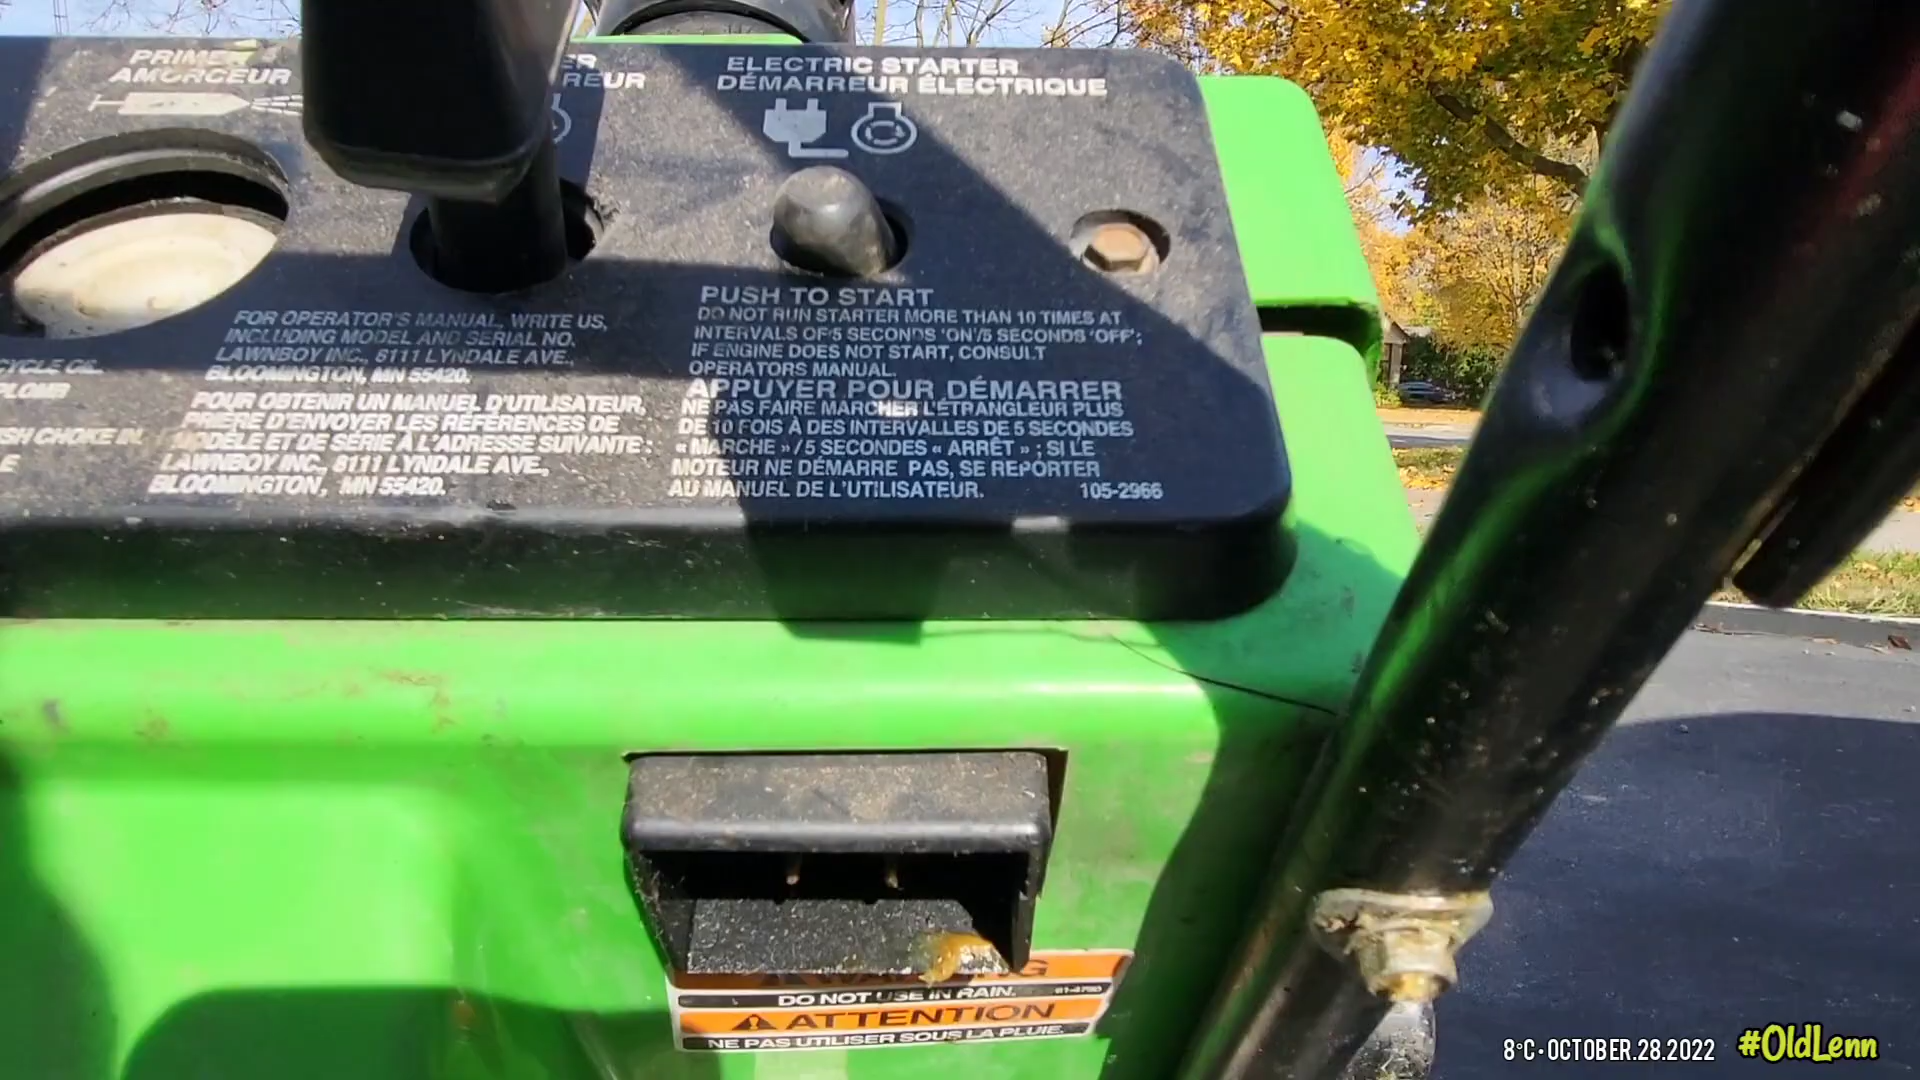 PRIMER
AMORCEUR
ER
REUR
ELECTRIC STARTER
DÉMARREUR ÉLECTRIQUE
FOR OPERATOR'S MANUAL, WRITE US,
INCLUDING MODEL AND SERIAL NO.
LAWNBOY INC., 8111 LYNDALE AVE.,
BLOOMINGTON, MN 55420.
POUR OBTENIR UN MANUEL D'UTILISATEUR,
PRIÈRE D'ENVOYER LES RÉFÉRENCES DE
MODÈLE ET DE SÉRIE À L'ADRESSE SUIVANTE :
LAWNBOY INC., 8111 LYNDALE AVE.,
BLOOMINGTON, MN 55420.
CYCLE OIL.
SH CHOKE IN.
PUSH TO START
DO NOT RUN STARTER MORE THAN 10 TIMES AT
INTERVALS OF 5 SECONDS 'ON'/5 SECONDS 'OFF';
IF ENGINE DOES NOT START, CONSULT
OPERATORS MANUAL.
APPUYER POUR DÉMARRER
NE PAS FAIRE MARCHER L'ÉTRANGLEUR PLUS
DE 10 FOIS À DES INTERVALLES DE 5 SECONDES
« MARCHE » / 5 SECONDES « ARRÊT » ; SI LE
MOTEUR NE DÉMARRE PAS, SE REPORTER
AU MANUEL DE L'UTILISATEUR.
105-2966
WARNING
DO NOT USE IN RAIN.
ATTENTION
NE PAS UTILISER SOUS LA PLUIE.
8°C · OCTOBER.28.2022
#OldLenn